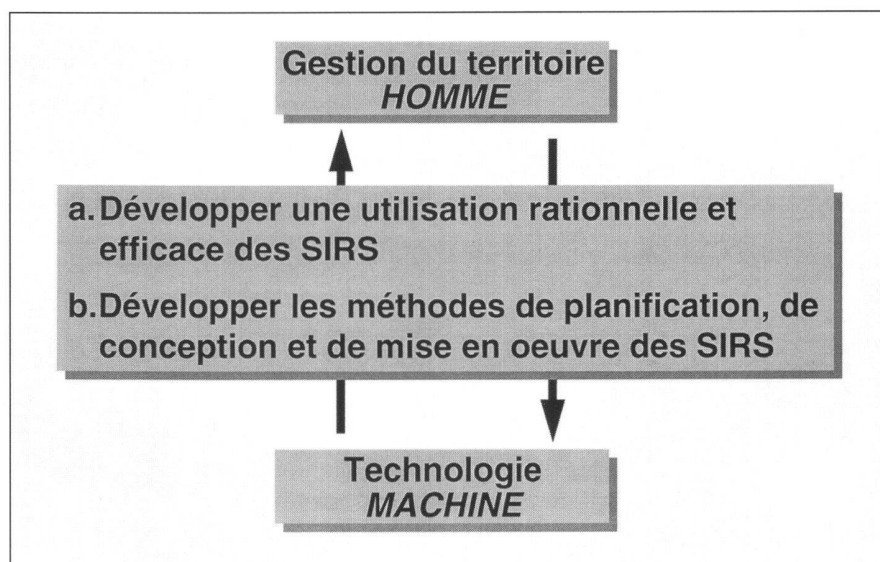 Gestion du territoire
HOMME
a. Développer une utilisation rationnelle et
efficace des SIRS
b. Développer les méthodes de planification, de
conception et de mise en oeuvre des SIRS
Technologie
MACHINE